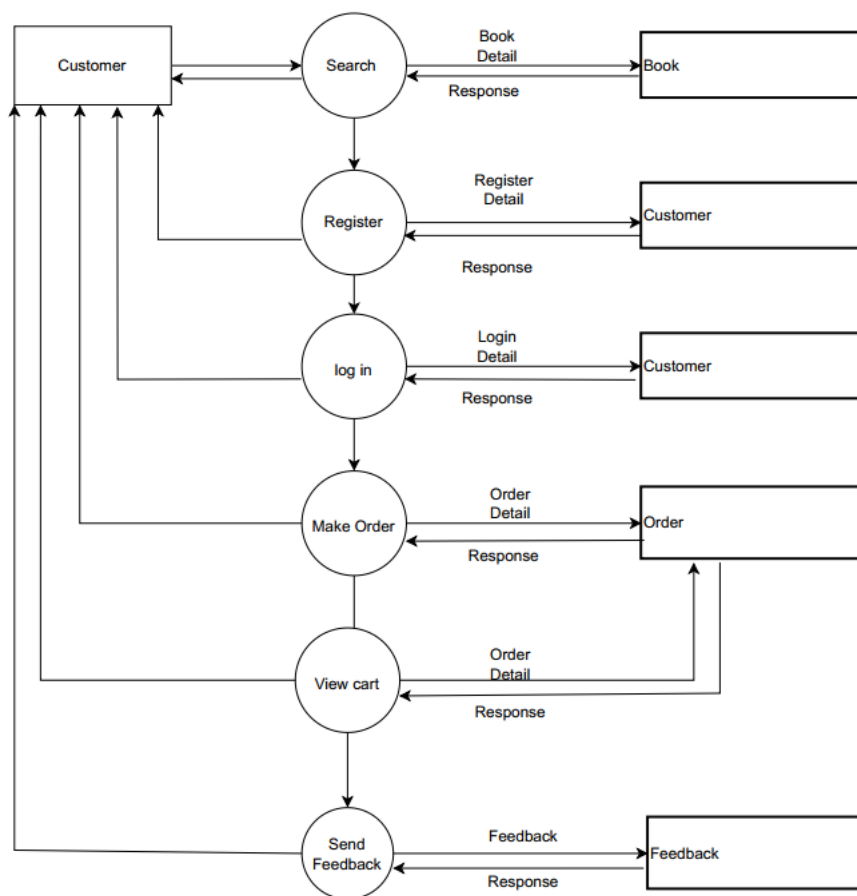 Customer
Search
Book
Detail
Response
Book
Register
Register
Detail
Response
Customer
log in
Login
Detail
Response
Customer
Make Order
Order
Detail
Response
Order
View cart
Order
Detail
Response
Send
Feedback
Feedback
Response
Feedback